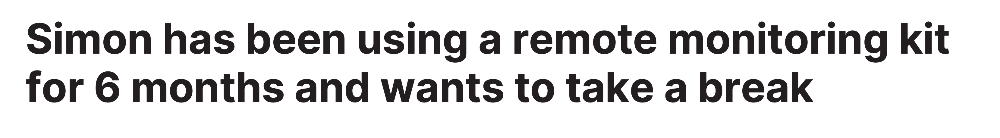 Simon has been using a remote monitoring kit
for 6 months and wants to take a break